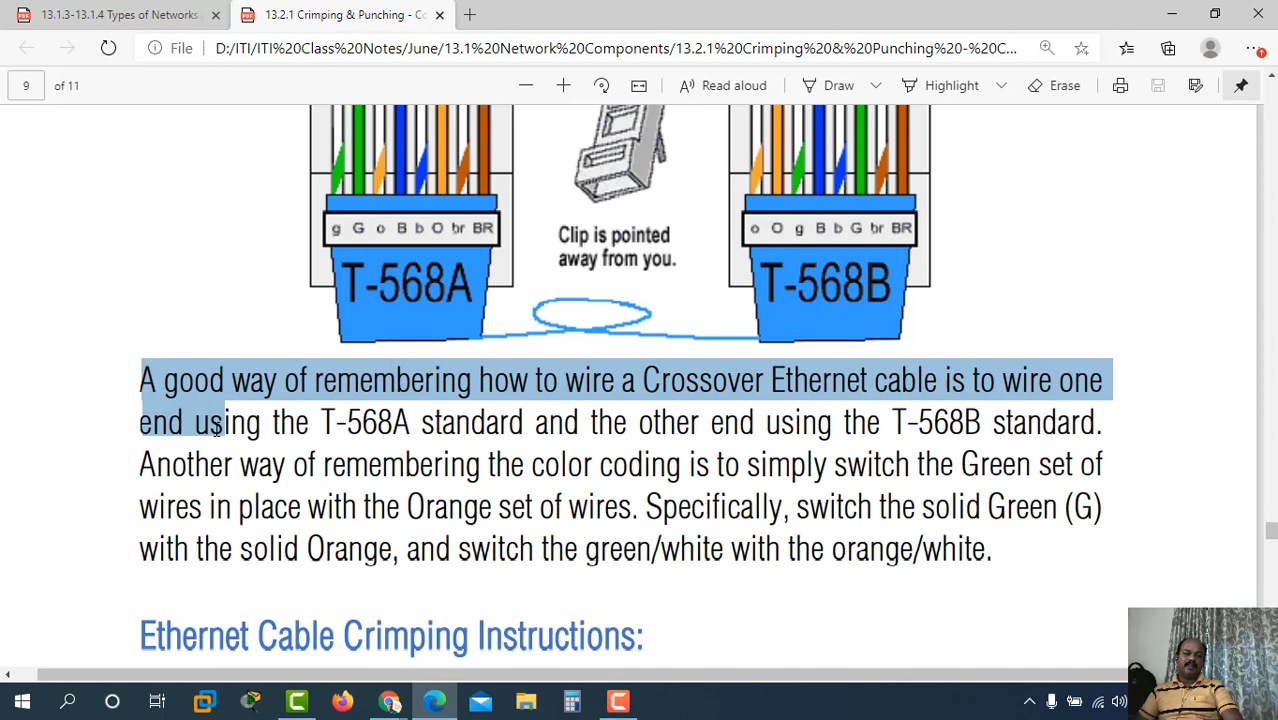 13.1.3-13.1.4 Types of Networks
13.2.1 Crimping & Punching - Co
File
D:/ITI/ITI%20Class%20Notes/June/13.1%20Network%20Components/13.2.1%20Crimping%20&%20Punching%20-%20C...
9 of 11
Read aloud
Draw
Highlight
Erase
g G o B b O br BR
T-568A
Clip is pointed
away from you.
o O g B b G br BR
T-568B
A good way of remembering how to wire a Crossover Ethernet cable is to wire one
end using the T-568A standard and the other end using the T-568B standard.
Another way of remembering the color coding is to simply switch the Green set of
wires in place with the Orange set of wires. Specifically, switch the solid Green (G)
with the solid Orange, and switch the green/white with the orange/white.
Ethernet Cable Crimping Instructions: